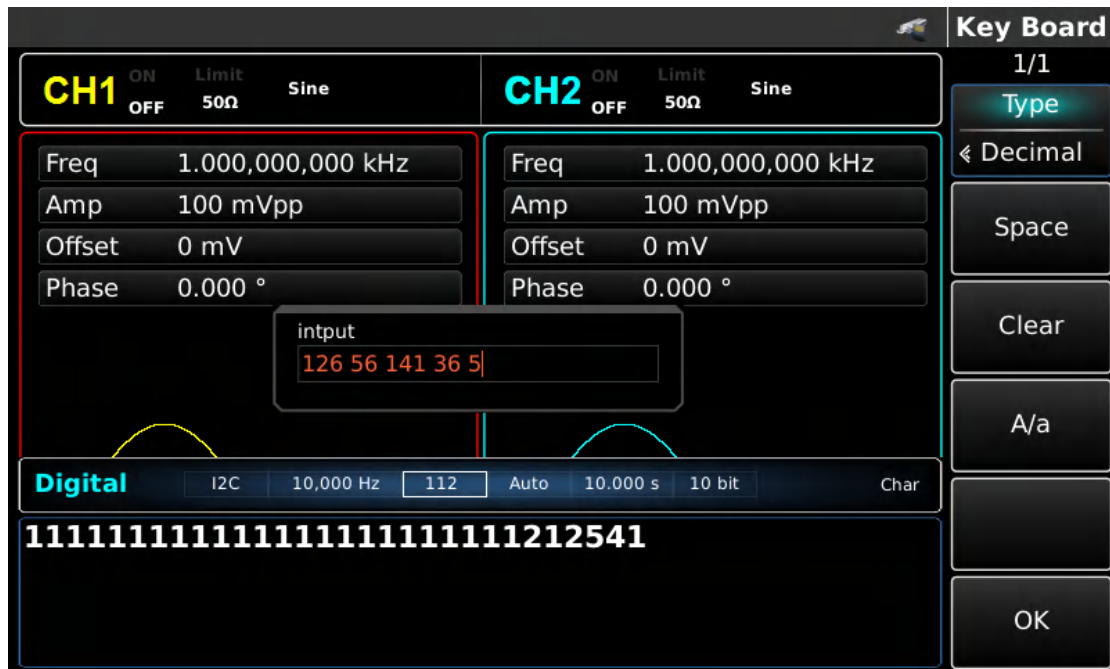 Key Board
1/1
CH1 ON OFF Limit 50Ω Sine
CH2 ON OFF Limit 50Ω Sine
Type
« Decimal
Freq 1.000,000,000 kHz
Amp 100 mVpp
Offset 0 mV
Phase 0.000 °
Freq 1.000,000,000 kHz
Amp 100 mVpp
Offset 0 mV
Phase 0.000 °
Space
Clear
intput
126 56 141 36 5
A/a
Digital I2C 10,000 Hz 112 Auto 10.000 s 10 bit Char
OK